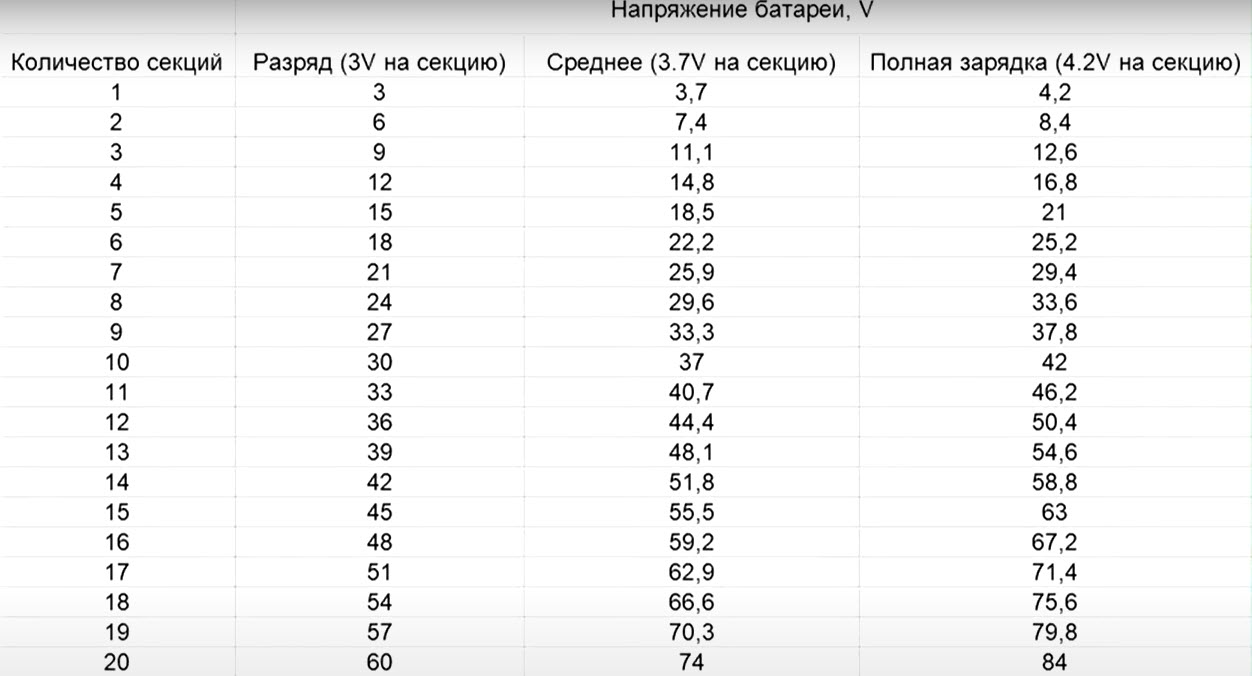 Напряжение батареи, V
Количество секций Разряд (3V на секцию) Среднее (3.7V на секцию) Полная зарядка (4.2V на секцию)
1 3 3,7 4,2
2 6 7,4 8,4
3 9 11,1 12,6
4 12 14,8 16,8
5 15 18,5 21
6 18 22,2 25,2
7 21 25,9 29,4
8 24 29,6 33,6
9 27 33,3 37,8
10 30 37 42
11 33 40,7 46,2
12 36 44,4 50,4
13 39 48,1 54,6
14 42 51,8 58,8
15 45 55,5 63
16 48 59,2 67,2
17 51 62,9 71,4
18 54 66,6 75,6
19 57 70,3 79,8
20 60 74 84